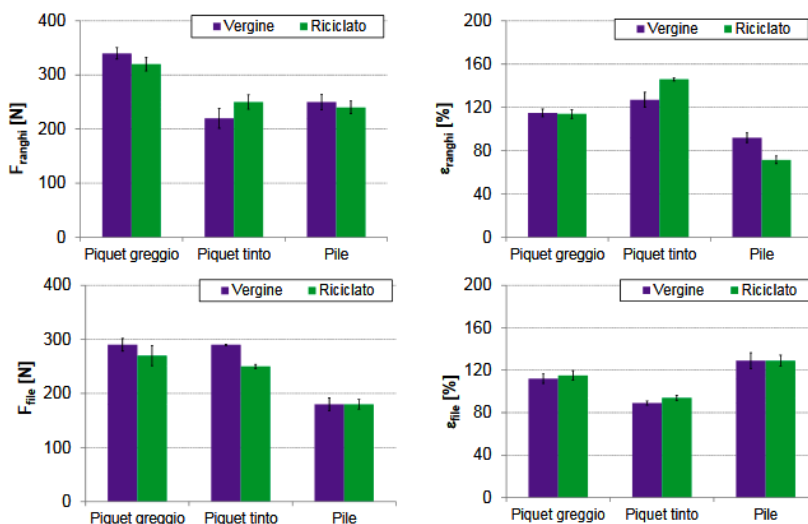 Vergine Riciclato
F_ranghi [N]
400
300
200
100
0
Piquet greggio Piquet tinto Pile
Vergine Riciclato
ε_ranghi [%]
200
160
120
80
40
0
Piquet greggio Piquet tinto Pile
Vergine Riciclato
F_file [N]
400
300
200
100
0
Piquet greggio Piquet tinto Pile
Vergine Riciclato
ε_file [%]
200
160
120
80
40
0
Piquet greggio Piquet tinto Pile